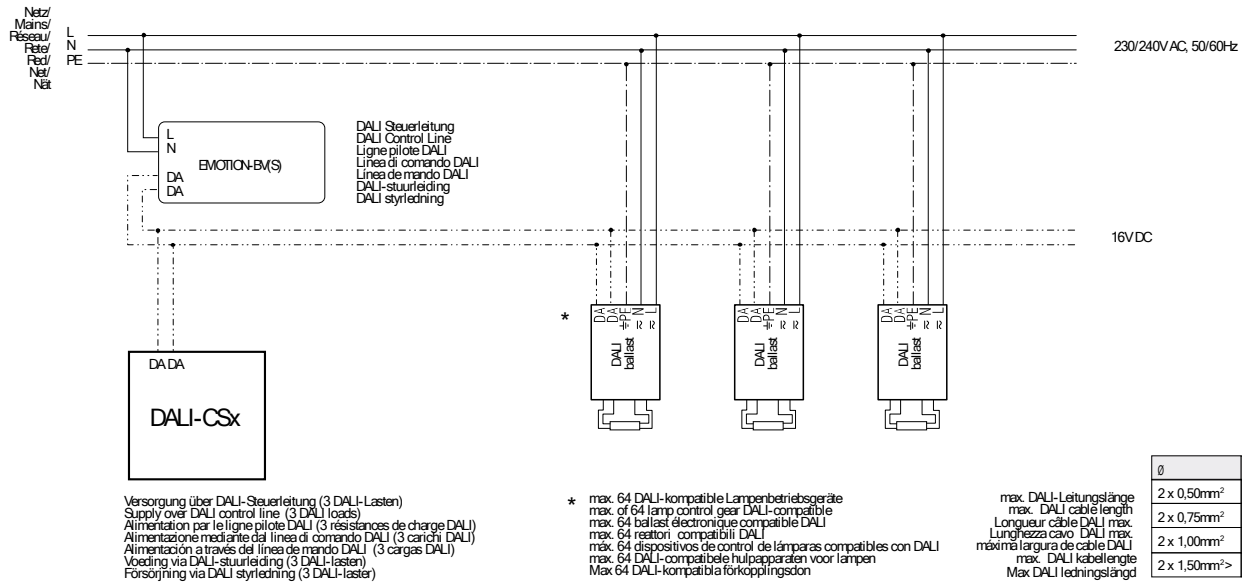 Netz/
Mains/
Réseau/
Rete/
Red/
Net/
Nät
L
N
PE
230/240V AC, 50/60Hz
L
N
EMOTION-BV(S)
DA
DA
DALI Steuerleitung
DALI Control Line
Ligne pilote DALI
Linea di comando DALI
Línea de mando DALI
DALI-stuurleiding
DALI styrledning
16V DC
*
DA
DA
PE
N
L
DALI
ballast
DA
DA
PE
N
L
DALI
ballast
DA
DA
PE
N
L
DALI
ballast
DA DA
DALI-CSx
Versorgung über DALI-Steuerleitung (3 DALI-Lasten)
Supply over DALI control line (3 DALI loads)
Alimentation par le ligne pilote DALI (3 résistances de charge DALI)
Alimentazione mediante dal linea di comando DALI (3 carichi DALI)
Alimentación a través del línea de mando DALI (3 cargas DALI)
Voeding via DALI-stuurleiding (3 DALI-lasten)
Försörjning via DALI styrledning (3 DALI-laster)
* max. 64 DALI-kompatible Lampenbetriebsgeräte
max. of 64 lamp control gear DALI-compatible
max. 64 ballast électronique compatible DALI
max. 64 reattori compatibili DALI
máx. 64 dispositivos de control de lámparas compatibles con DALI
max. 64 DALI-compatibele hulpapparaten voor lampen
Max 64 DALI-kompatibla förkopplingsdon
max. DALI-Leitungslänge
max. DALI cable length
Longueur câble DALI max.
Lunghezza cavo DALI max.
máxima largura de cable DALI
max. DALI kabellengte
Max DALI ledningslängd
Ø
2 x 0,50mm²
2 x 0,75mm²
2 x 1,00mm²
2 x 1,50mm²>